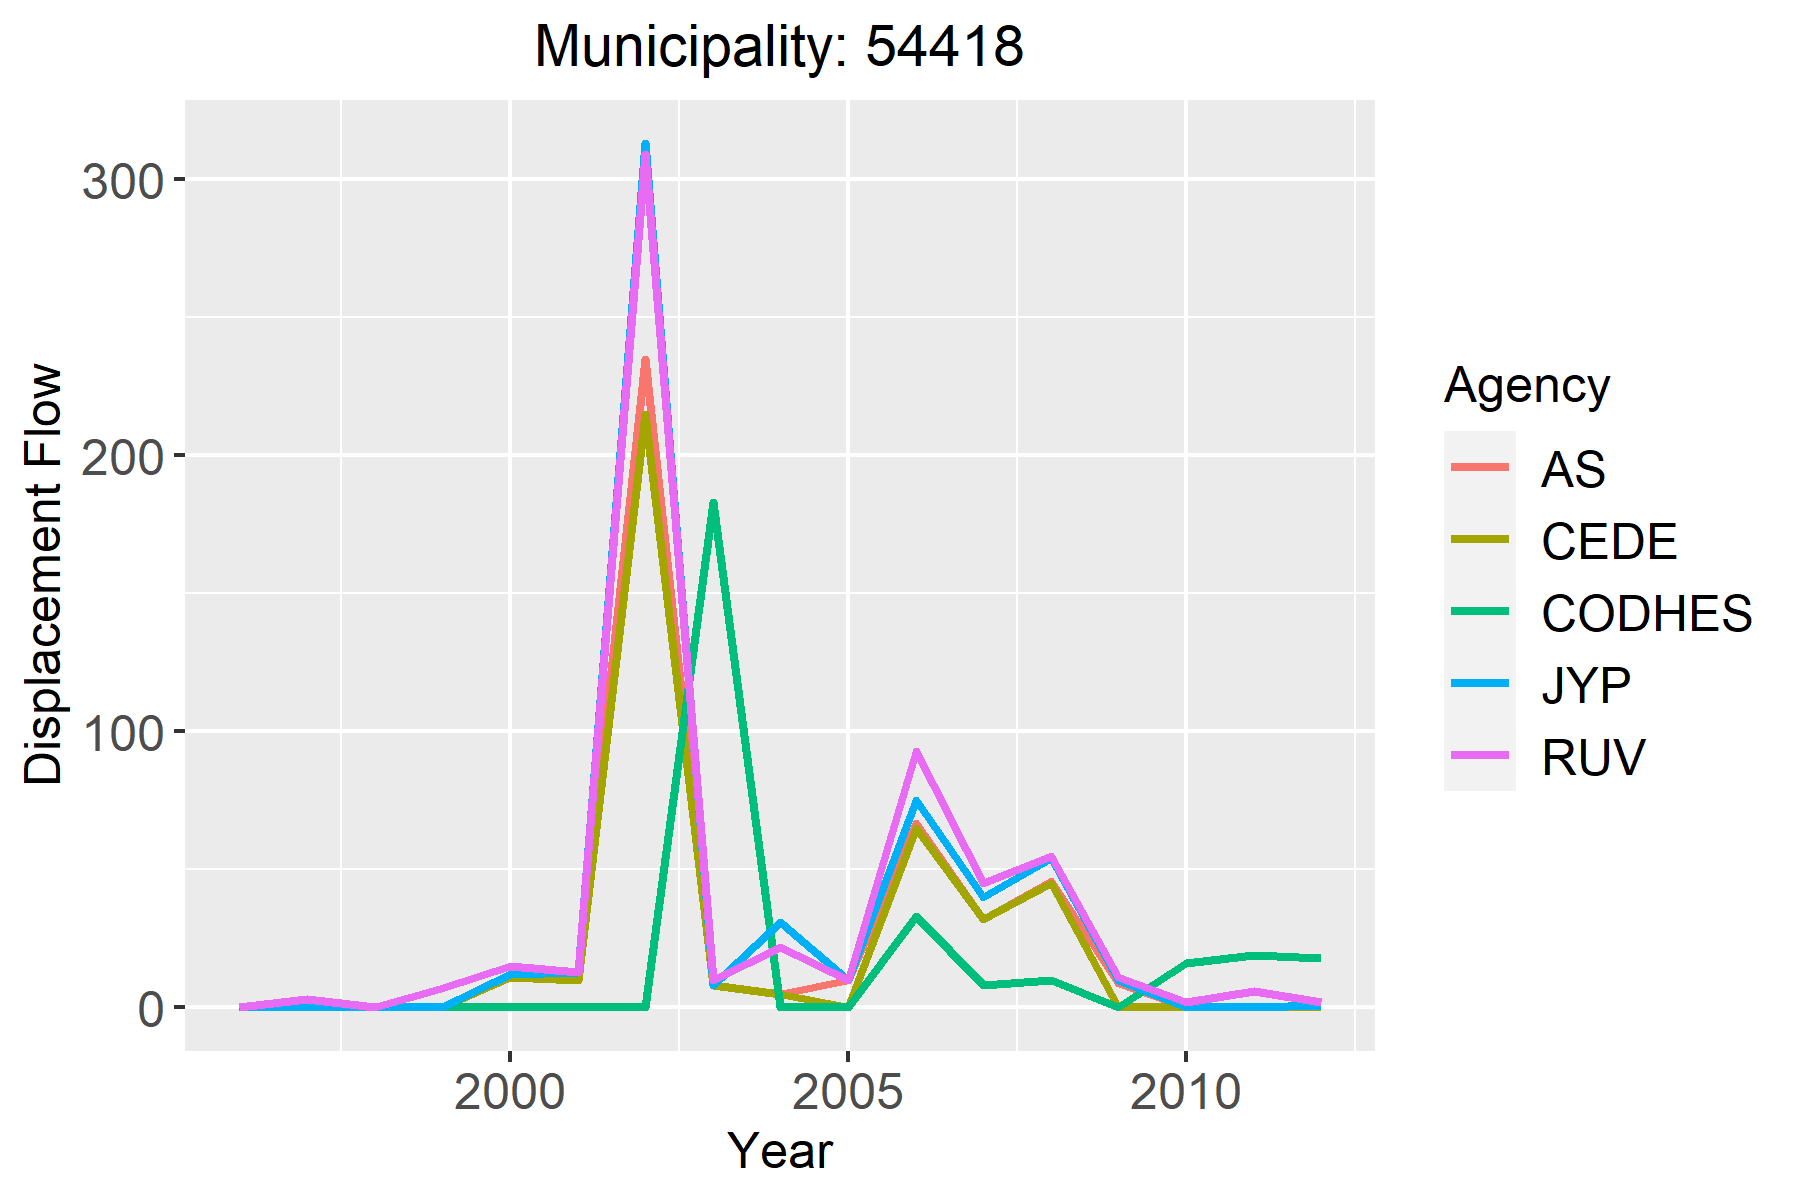 Municipality: 54418
300
200
100
0
Displacement Flow
2000
2005
2010
Year
Agency
AS
CEDE
CODHES
JYP
RUV